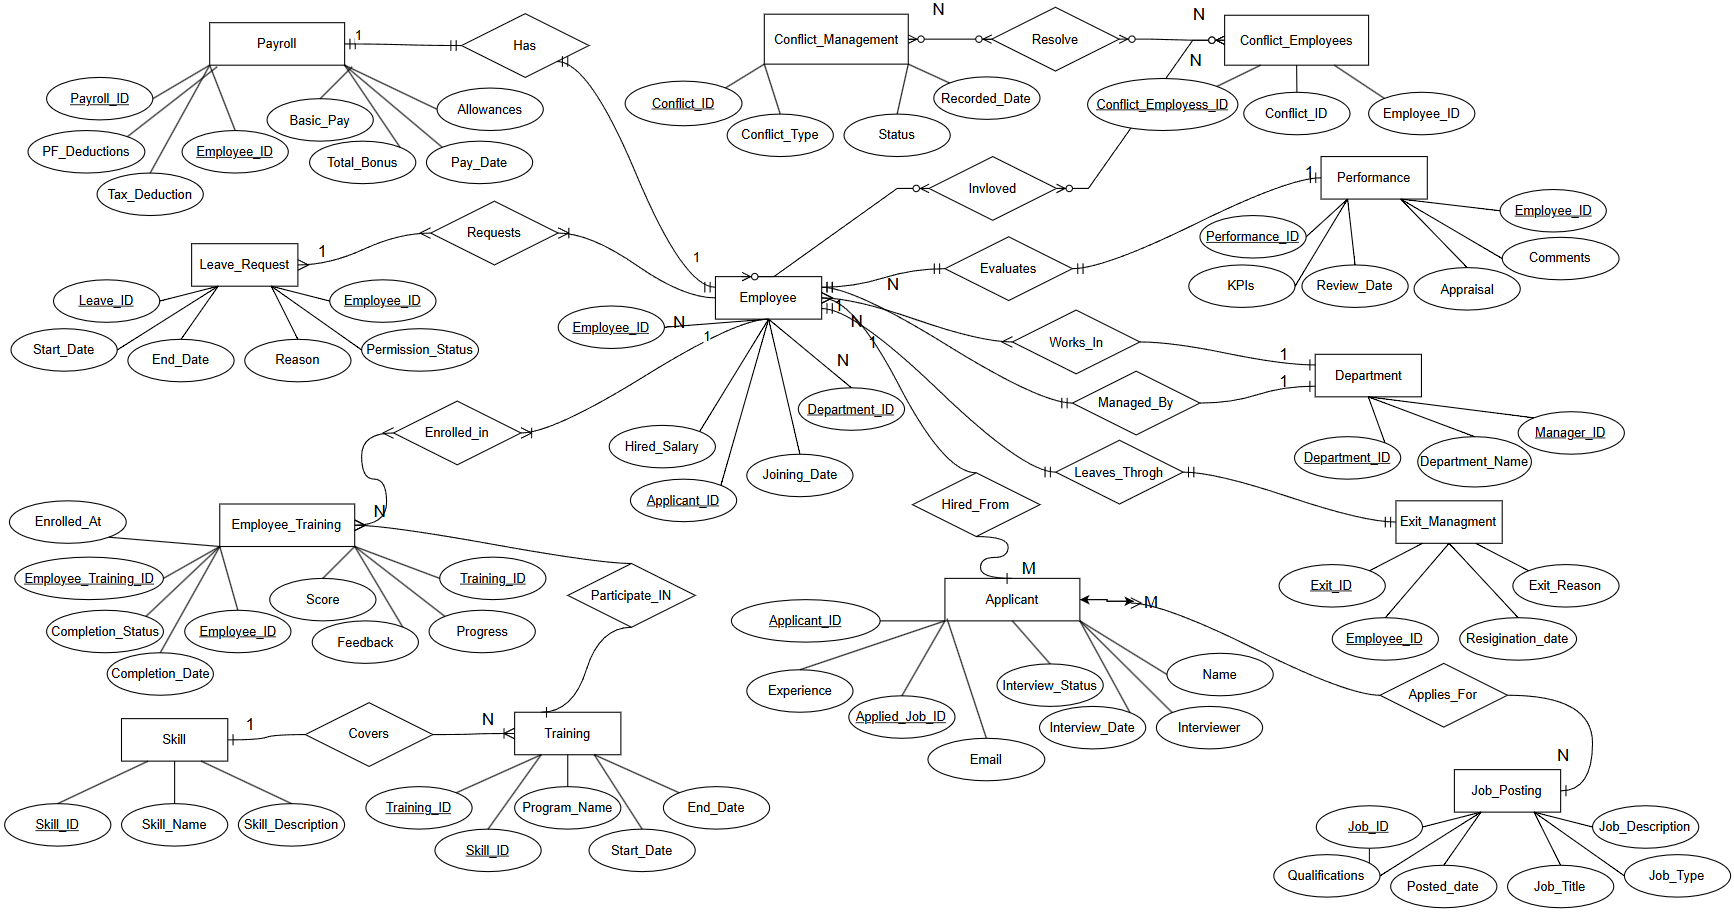 Payroll
1
Has
Payroll_ID
PF_Deductions
Tax_Deduction
Employee_ID
Basic_Pay
Total_Bonus
Allowances
Pay_Date
Conflict_Management
N
Resolve
N
Conflict_Employees
N
Conflict_ID
Conflict_Type
Status
Recorded_Date
Conflict_Employess_ID
Conflict_ID
Employee_ID
Invloved
1
Performance
Performance_ID
KPIs
Review_Date
Appraisal
Comments
Employee_ID
Requests
1
Leave_Request
Leave_ID
Start_Date
End_Date
Reason
Permission_Status
Employee_ID
1
Employee
N
Evaluates
1
N
1
N
1
Employee_ID
N
Department_ID
Hired_Salary
Applicant_ID
Joining_Date
Works_In
1
Managed_By
1
Department
Department_ID
Department_Name
Manager_ID
Leaves_Throgh
Exit_Managment
Exit_ID
Employee_ID
Resigination_date
Exit_Reason
Enrolled_in
N
Employee_Training
Enrolled_At
Employee_Training_ID
Completion_Status
Completion_Date
Employee_ID
Score
Feedback
Progress
Training_ID
Participate_IN
Hired_From
M
Applicant
M
Applicant_ID
Experience
Applied_Job_ID
Email
Interview_Status
Interview_Date
Interviewer
Name
Applies_For
N
Job_Posting
Job_ID
Qualifications
Posted_date
Job_Title
Job_Type
Job_Description
Skill
1
Covers
N
Training
Skill_ID
Skill_Name
Skill_Description
Training_ID
Skill_ID
Program_Name
Start_Date
End_Date